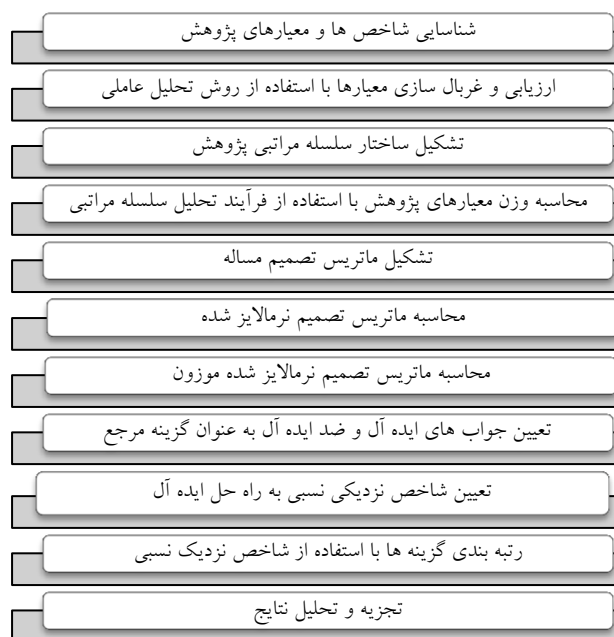 شناسایی شاخص ها و معیارهای پژوهش
ارزیابی و غربال سازی معیارها با استفاده از روش تحلیل عاملی
تشکیل ساختار سلسله مراتبی پژوهش
محاسبه وزن معیارهای پژوهش با استفاده از فرآیند تحلیل سلسله مراتبی
تشکیل ماتریس تصمیم مساله
محاسبه ماتریس تصمیم نرمالایز شده
محاسبه ماتریس تصمیم نرمالایز شده موزون
تعیین جواب های ایده آل و ضد ایده آل به عنوان گزینه مرجع
تعیین شاخص نزدیکی نسبی به راه حل ایده آل
رتبه بندی گزینه ها با استفاده از شاخص نزدیک نسبی
تجزیه و تحلیل نتایج